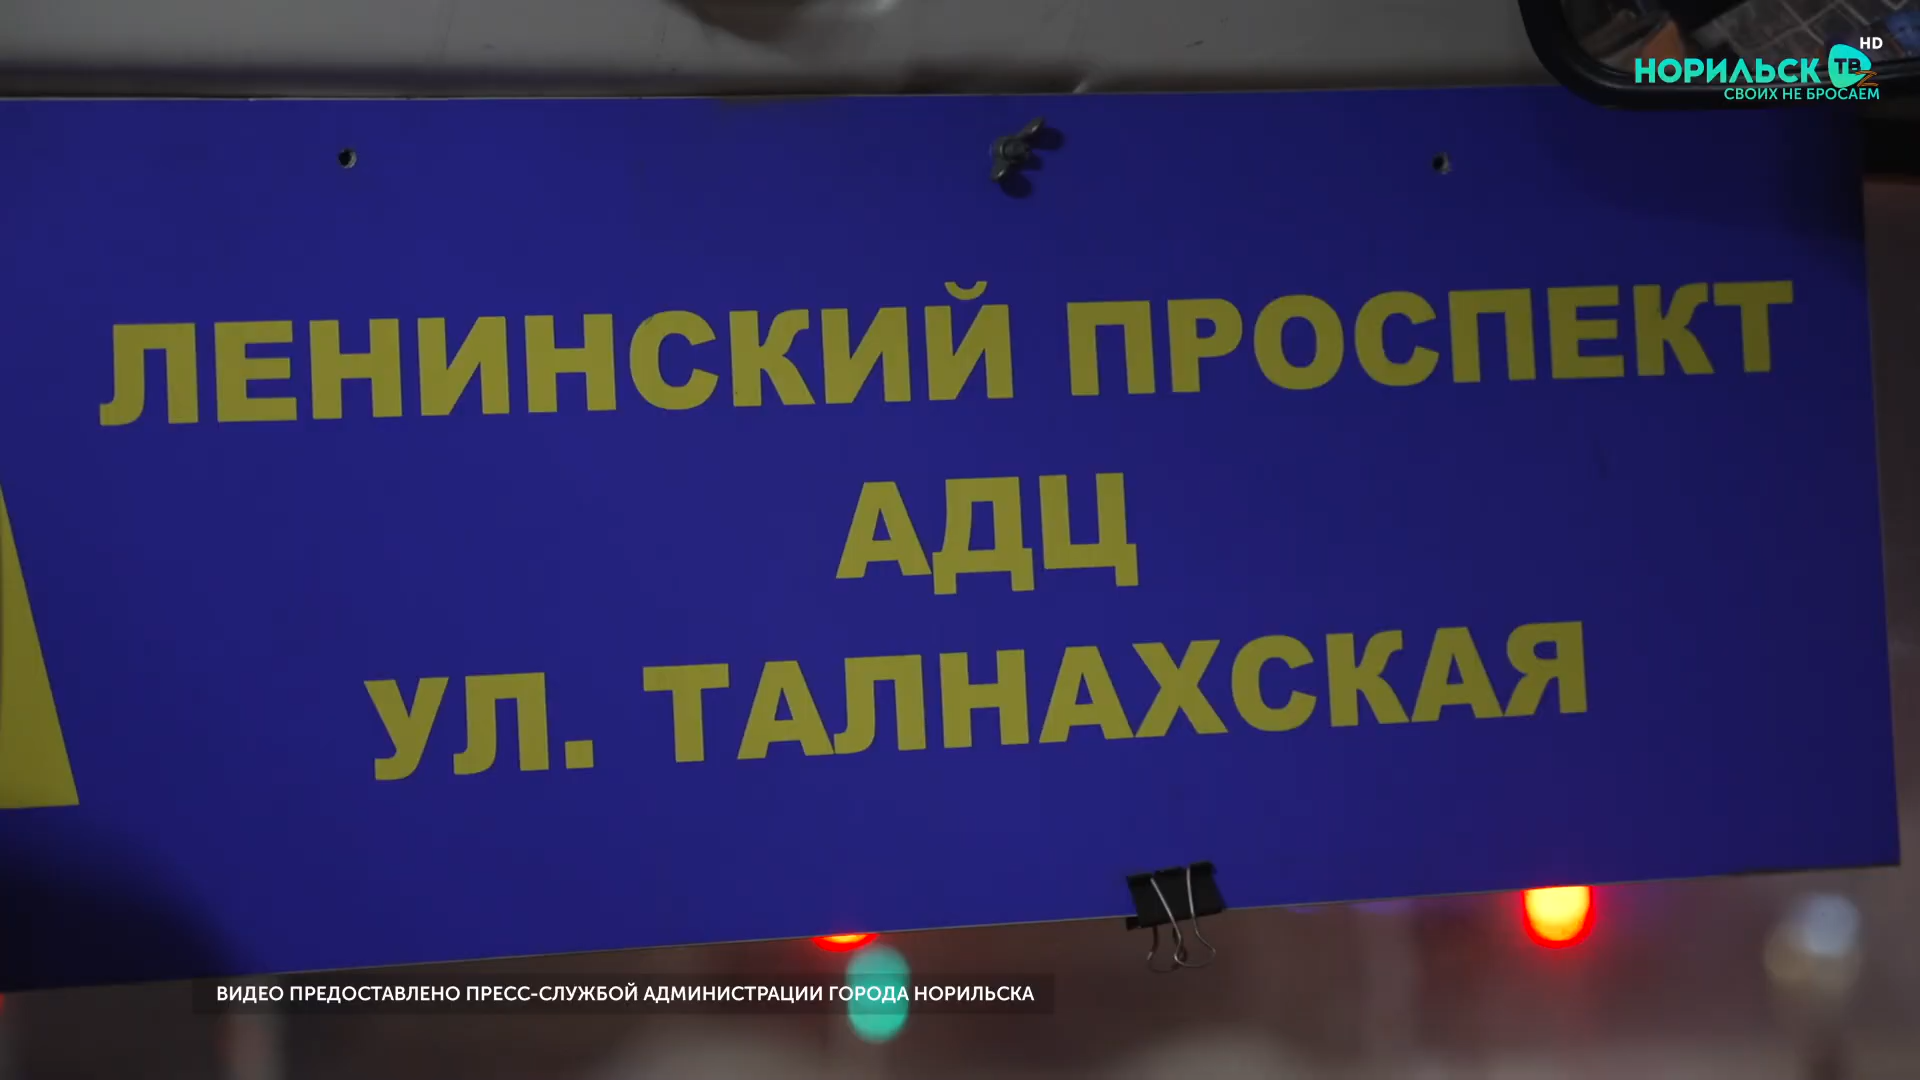 HD
НОРИЛЬСК ТВ
СВОИХ НЕ БРОСАЕМ
ЛЕНИНСКИЙ ПРОСПЕКТ
АДЦ
УЛ. ТАЛНАХСКАЯ
ВИДЕО ПРЕДОСТАВЛЕНО ПРЕСС-СЛУЖБОЙ АДМИНИСТРАЦИИ ГОРОДА НОРИЛЬСКА